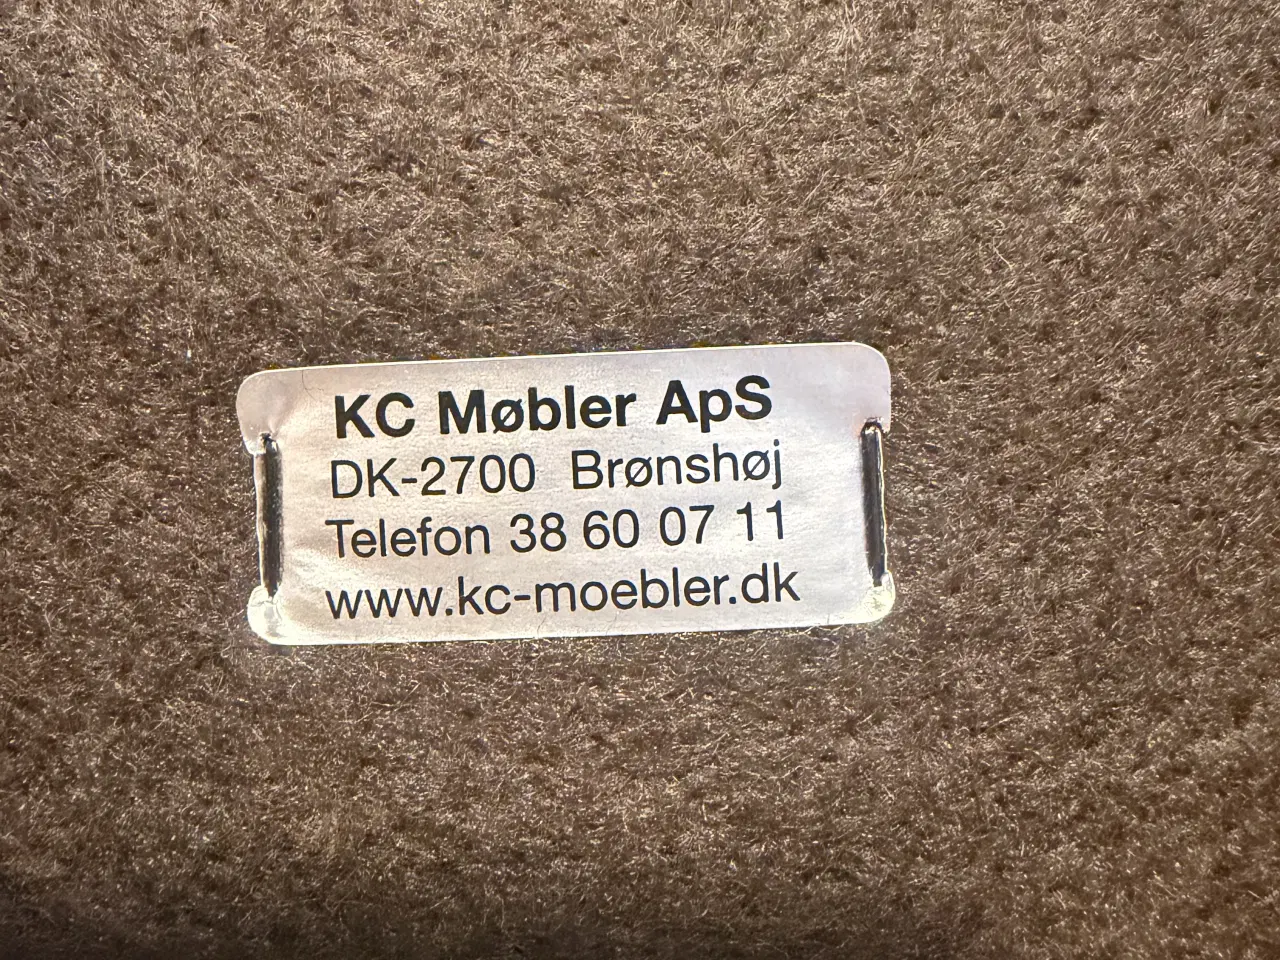 KC Møbler ApS
DK-2700 Brønshøj
Telefon 38 60 07 11
www.kc-moebler.dk